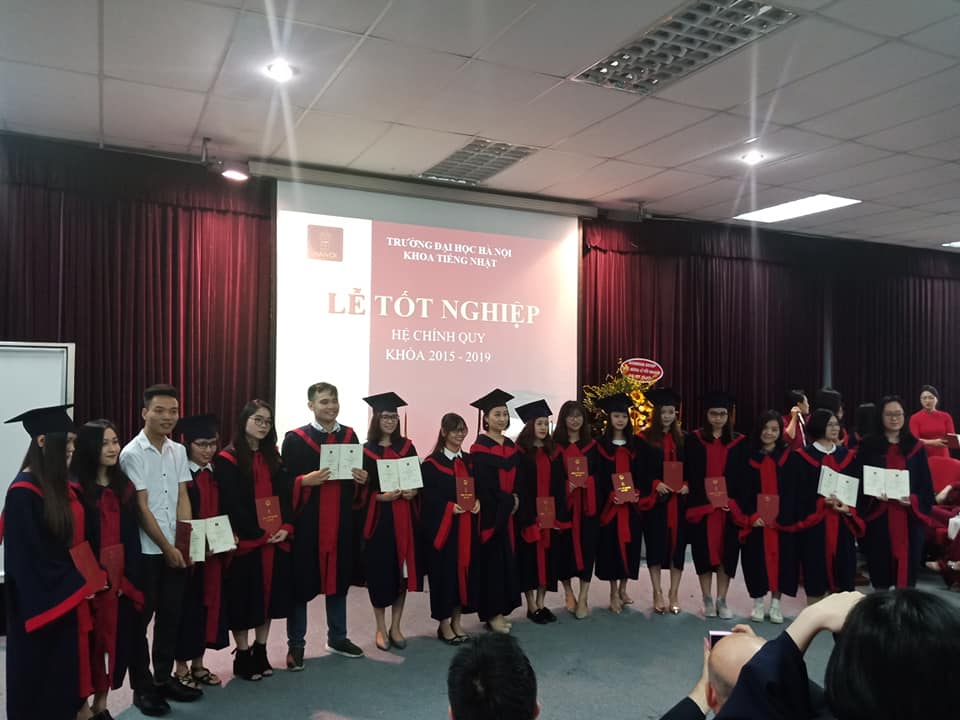 TRƯỜNG ĐẠI HỌC HÀ NỘI
KHOA TIẾNG NHẬT
LỄ TỐT NGHIỆP
HỆ CHÍNH QUY
KHÓA 2015 - 2019